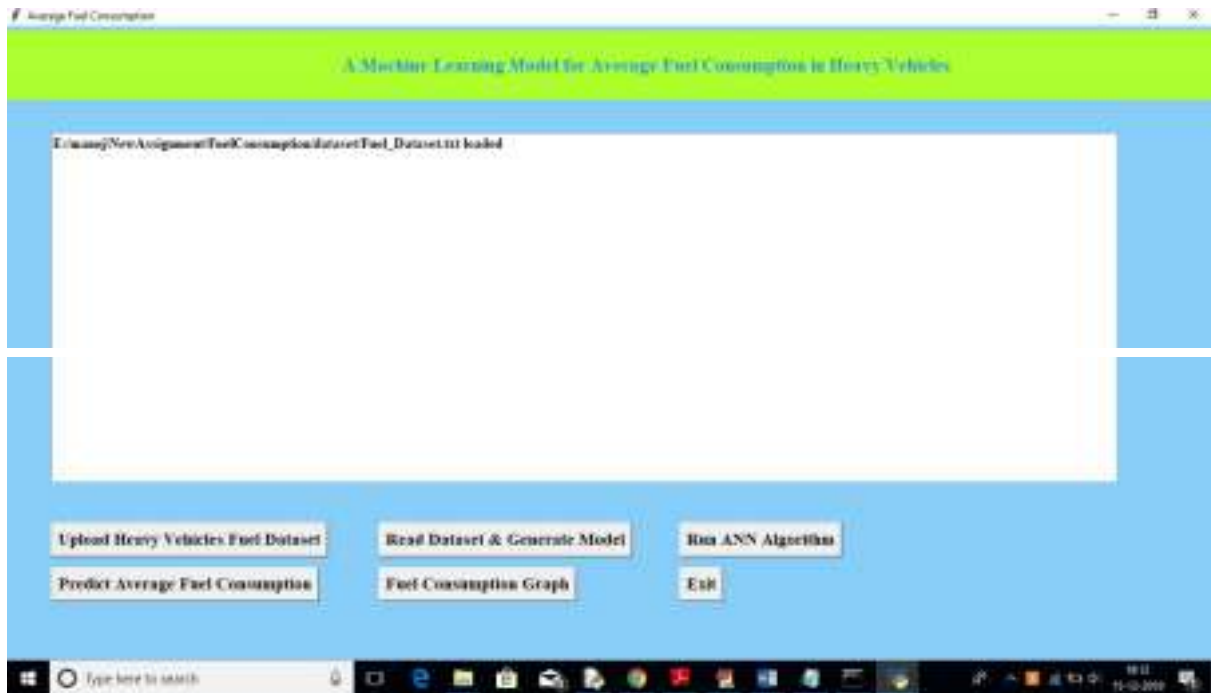 Average Fuel Consumption
A Machine Learning Model for Average Fuel Consumption in Heavy Vehicles
E:/manoj/NewAssigment/FuelConsumption/dataset/Fuel_Dataset.txt loaded
Upload Heavy Vehicles Fuel Dataset
Read Dataset & Generate Model
Run ANN Algorithm
Predict Average Fuel Consumption
Fuel Consumption Graph
Exit
Type here to search